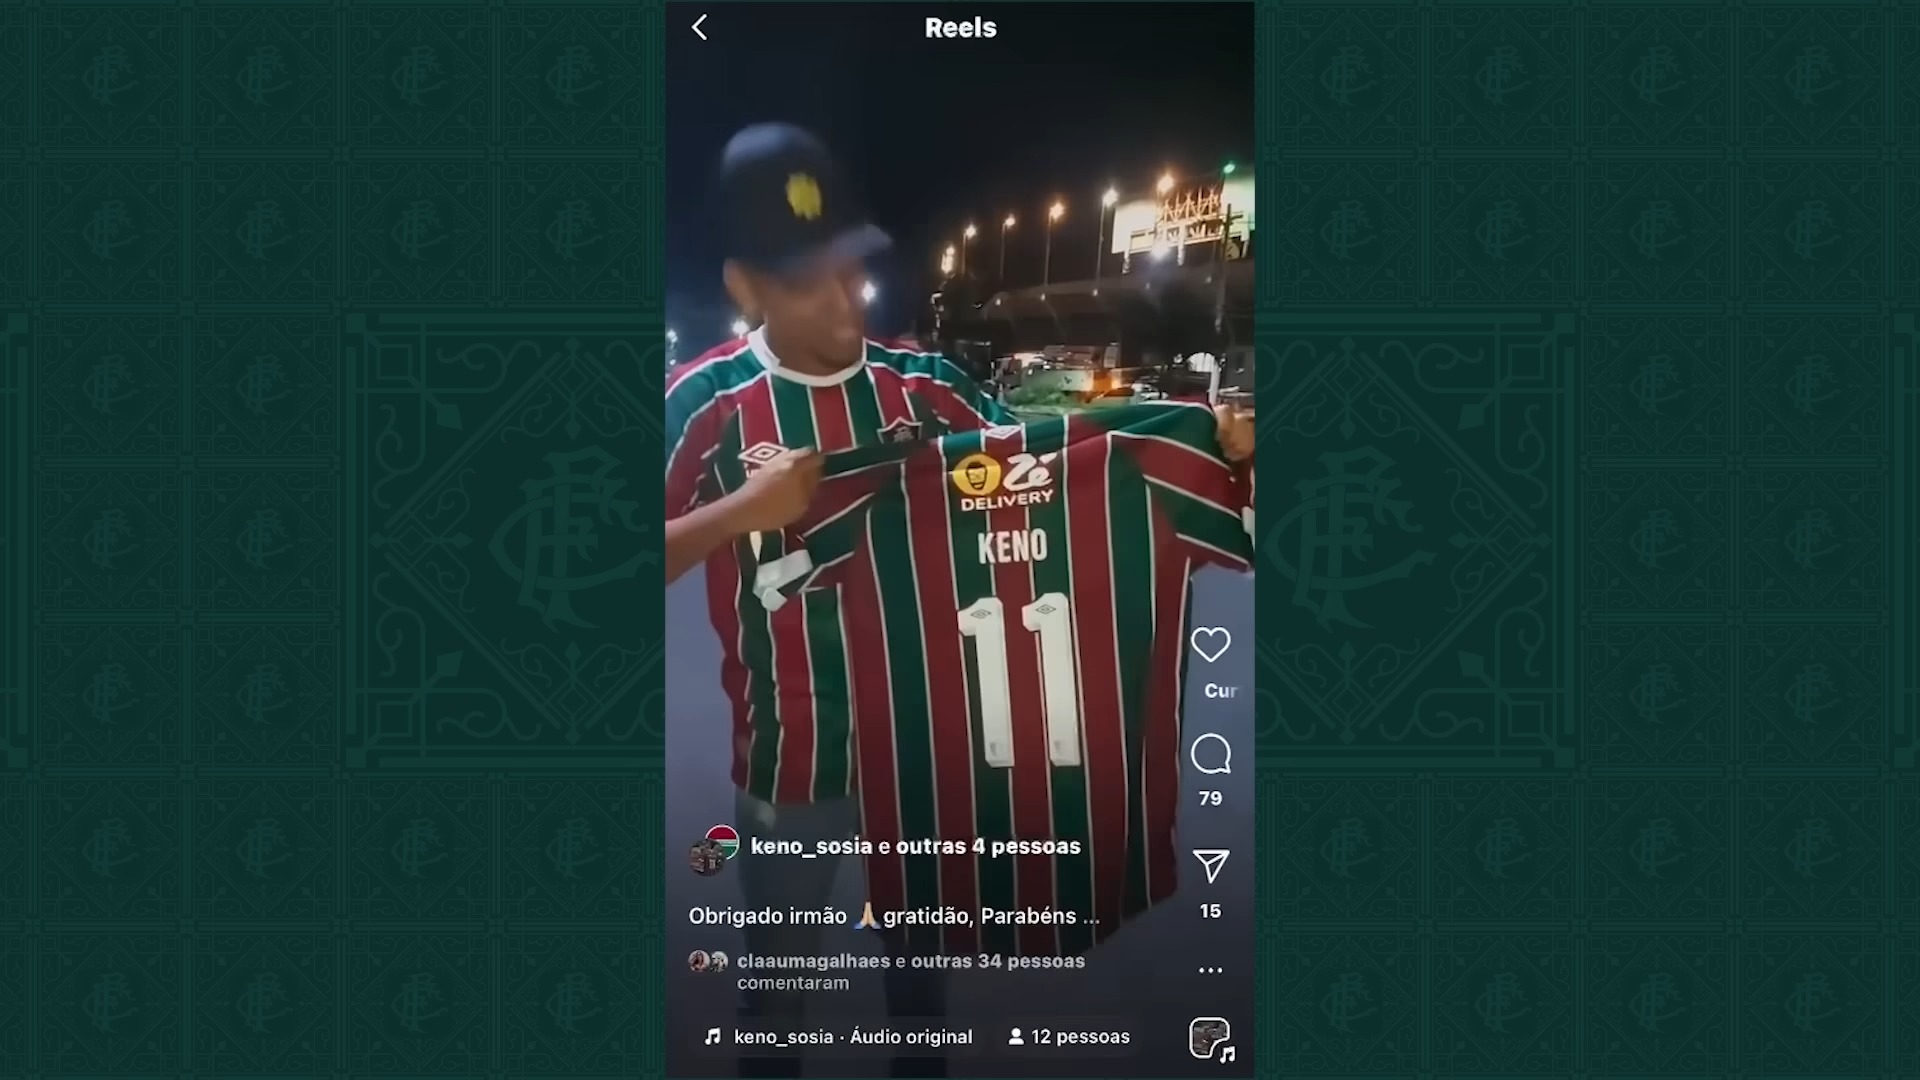 Reels
Zé
DELIVERY
KENO
11
Cur
79
keno_sosia e outras 4 pessoas
Obrigado irmão 🙏 gratidão, Parabéns ...
15
claaumagalhaes e outras 34 pessoas
comentaram
keno_sosia · Áudio original
12 pessoas